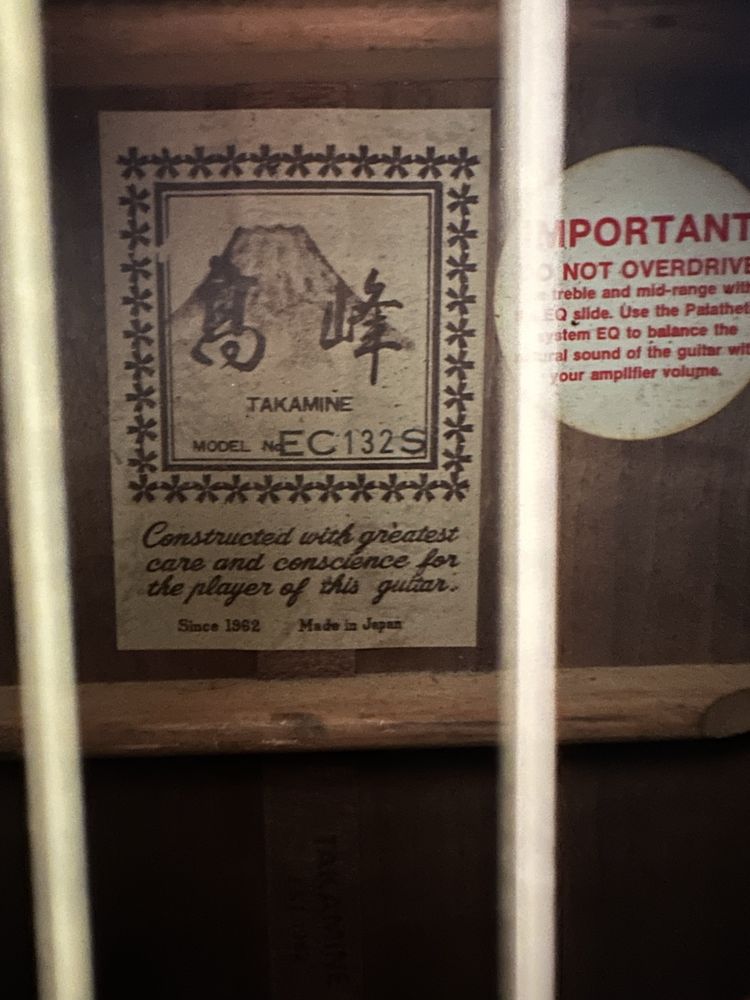 高 峰
TAKAMINE
MODEL No EC132S
Constructed with greatest
care and conscience for
the player of this guitar.
Since 1962 Made in Japan
IMPORTANT
NOT OVERDRIVE
treble and mid-range with
EQ slide. Use the Palathet
system EQ to balance the
sound of the guitar wit
your amplifier volume.
TAKAMINE